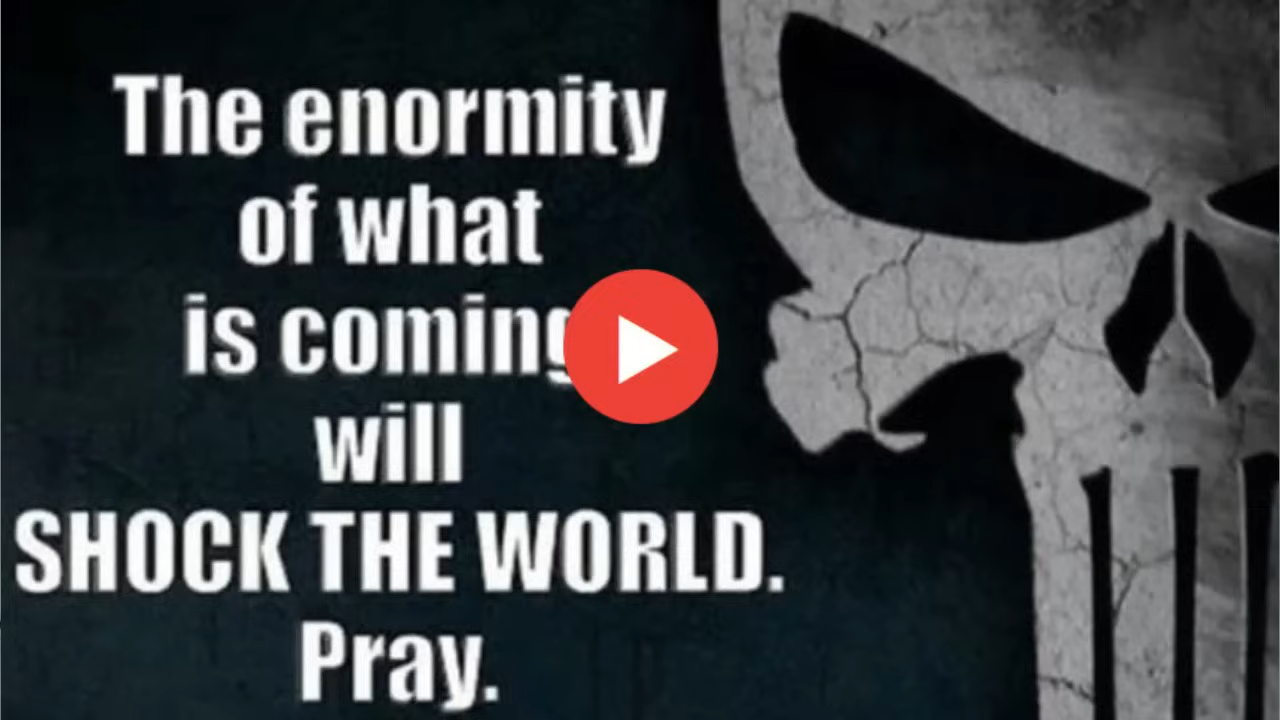 The enormity
of what
is coming
will
SHOCK THE WORLD.
Pray.